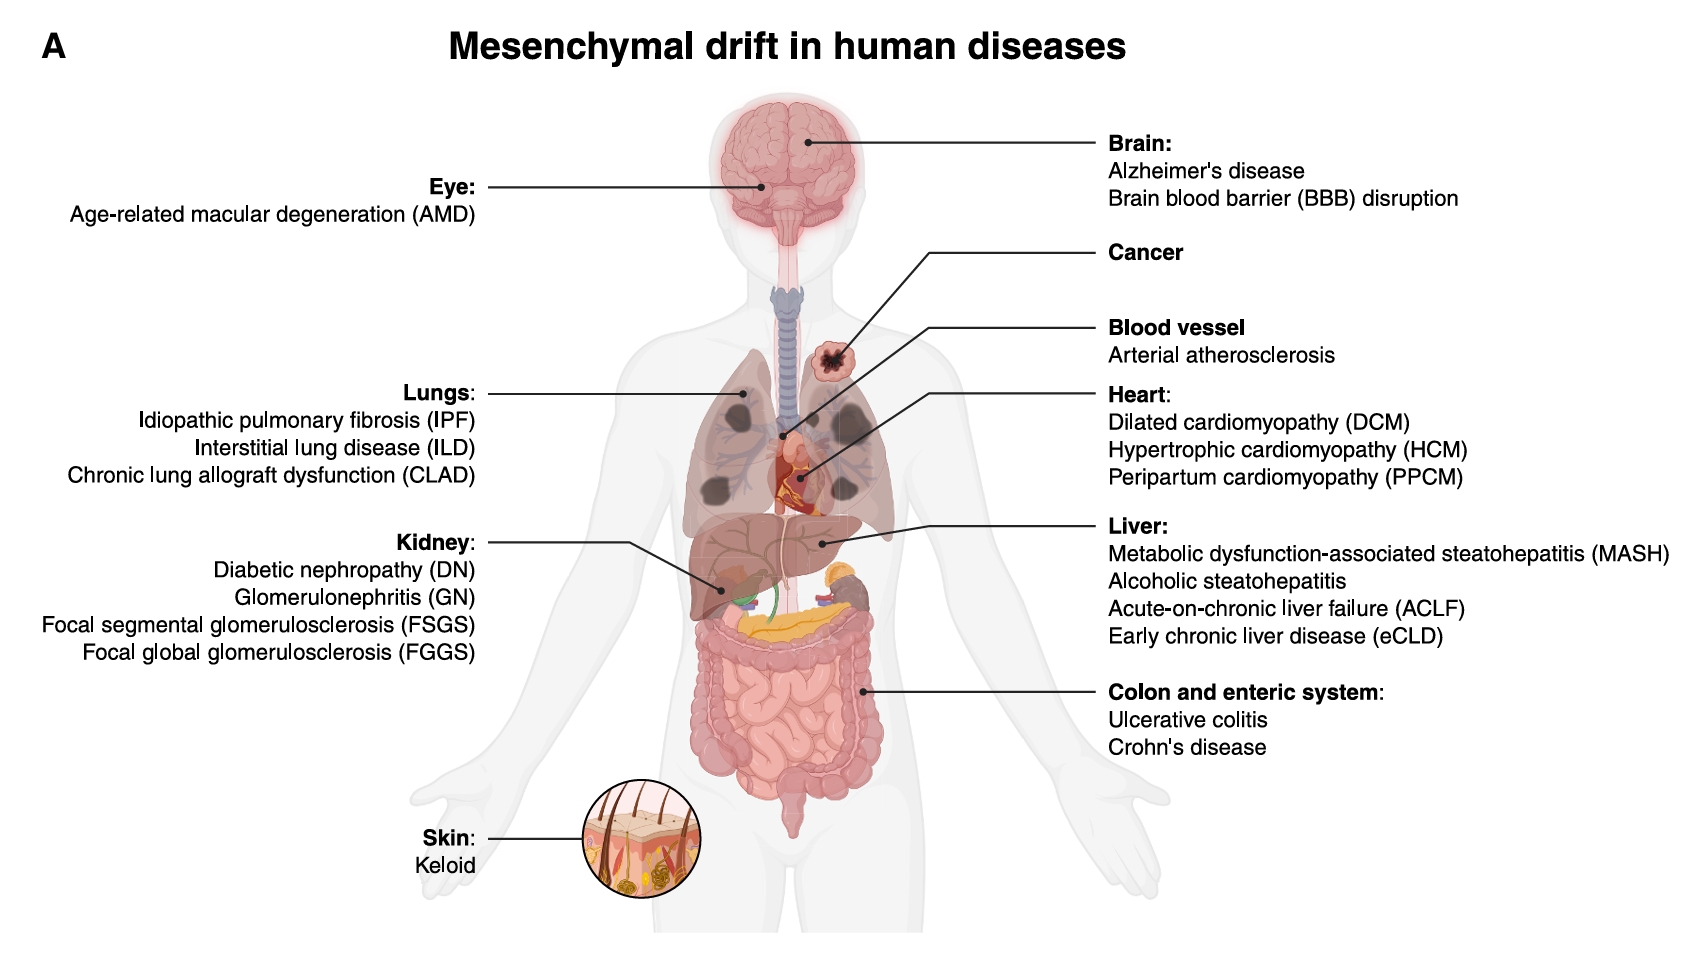 A
Mesenchymal drift in human diseases
Eye:
Age-related macular degeneration (AMD)
Lungs:
Idiopathic pulmonary fibrosis (IPF)
Interstitial lung disease (ILD)
Chronic lung allograft dysfunction (CLAD)
Kidney:
Diabetic nephropathy (DN)
Glomerulonephritis (GN)
Focal segmental glomerulosclerosis (FSGS)
Focal global glomerulosclerosis (FGGS)
Skin:
Keloid
Brain:
Alzheimer's disease
Brain blood barrier (BBB) disruption
Cancer
Blood vessel
Arterial atherosclerosis
Heart:
Dilated cardiomyopathy (DCM)
Hypertrophic cardiomyopathy (HCM)
Peripartum cardiomyopathy (PPCM)
Liver:
Metabolic dysfunction-associated steatohepatitis (MASH)
Alcoholic steatohepatitis
Acute-on-chronic liver failure (ACLF)
Early chronic liver disease (eCLD)
Colon and enteric system:
Ulcerative colitis
Crohn's disease